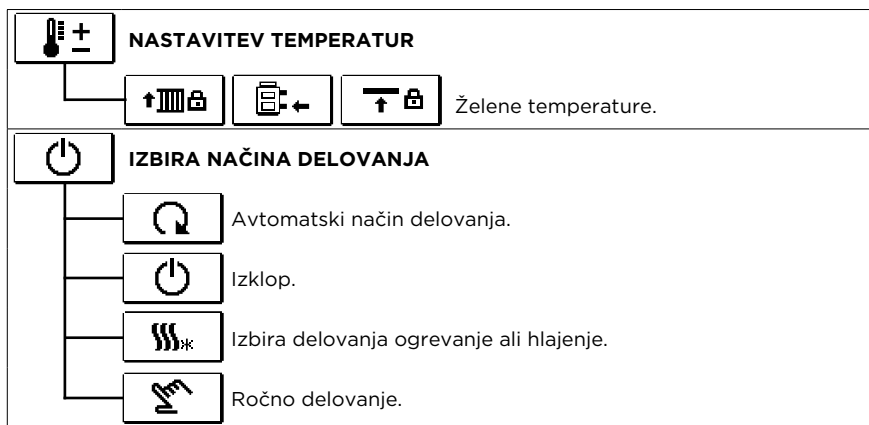 NASTAVITEV TEMPERATUR
Želene temperature.
IZBIRA NAČINA DELOVANJA
Avtomatski način delovanja.
Izklop.
Izbira delovanja ogrevanje ali hlajenje.
Ročno delovanje.